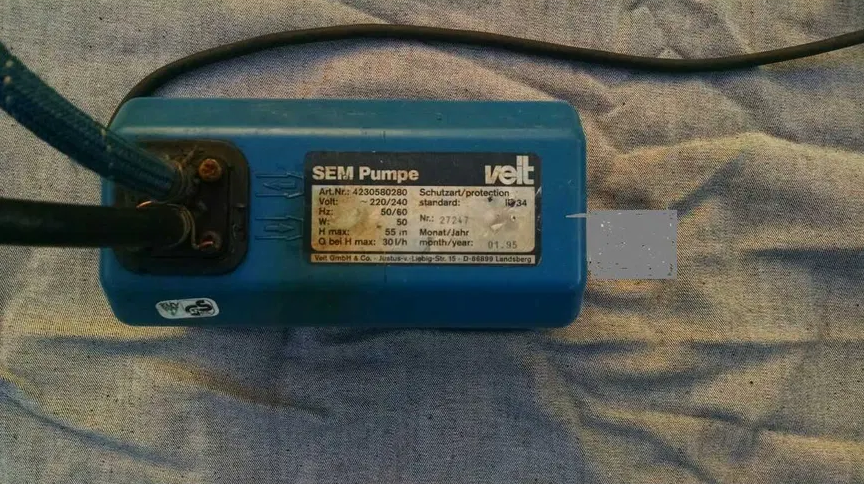 SEM Pumpe veit
Art.Nr.: 4230580280 Schutzart/protection
Volt: ~ 220/240 standard: IP34
Hz: 50/60
W: 50 Nr.: 27247
H max: 55 m Monat/Jahr
Q bei H max: 30 l/h month/year: 01.95
Veit GmbH & Co. · Justus-v.-Liebig-Str. 15 · D-86899 Landsberg